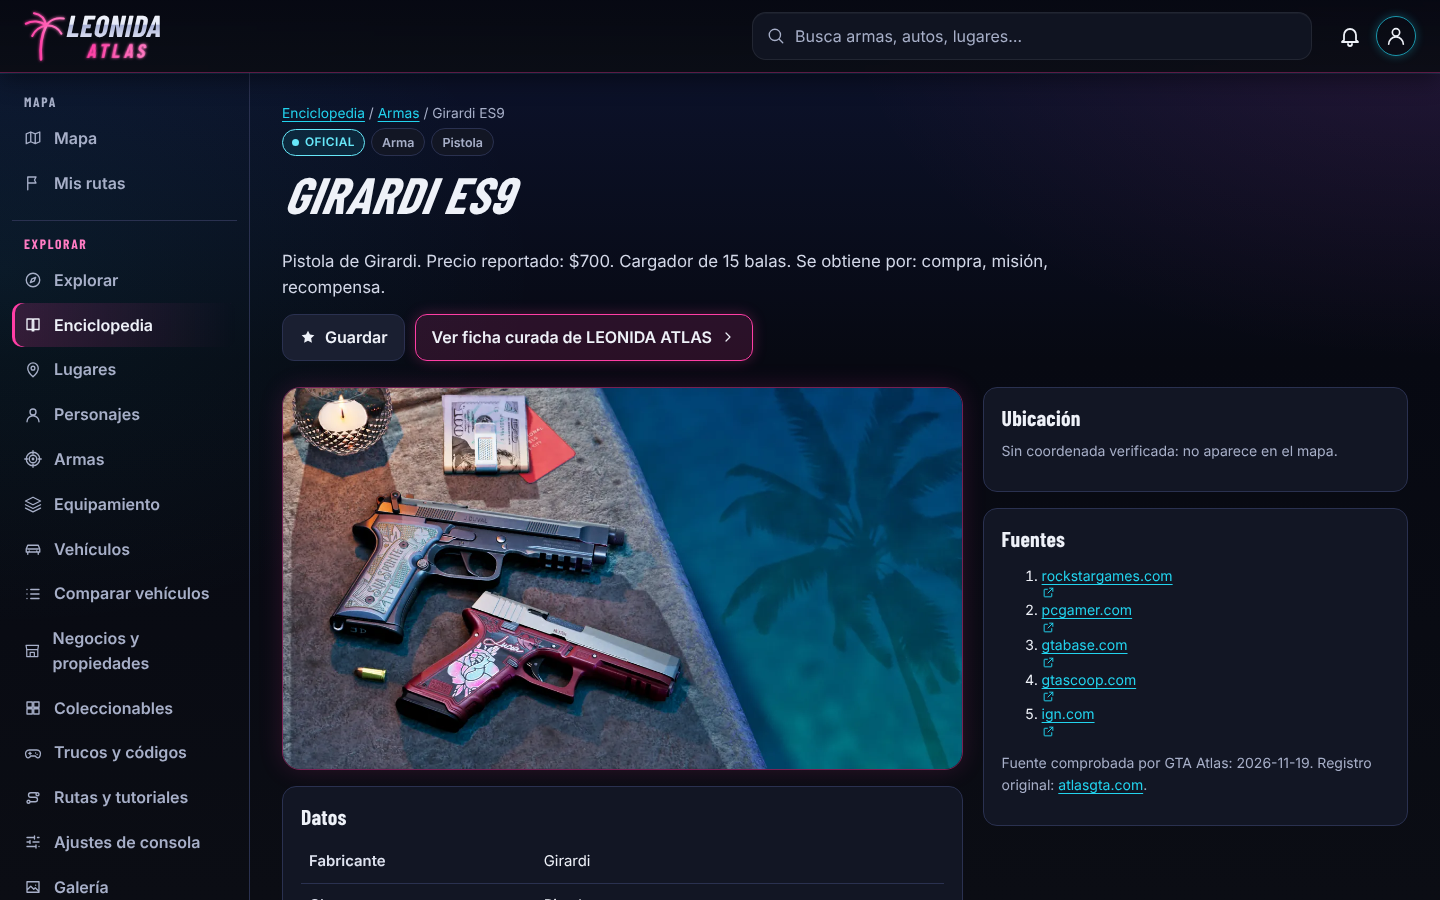 LEONIDA
ATLAS
Busca armas, autos, lugares...
MAPA
Mapa
Mis rutas
EXPLORAR
Explorar
Enciclopedia
Lugares
Personajes
Armas
Equipamiento
Vehículos
Comparar vehículos
Negocios y
propiedades
Coleccionables
Trucos y códigos
Rutas y tutoriales
Ajustes de consola
Galería
Enciclopedia / Armas / Girardi ES9
OFICIAL
Arma
Pistola
GIRARDI ES9
Pistola de Girardi. Precio reportado: $700. Cargador de 15 balas. Se obtiene por: compra, misión,
recompensa.
Guardar
Ver ficha curada de LEONIDA ATLAS
Datos
Fabricante
Girardi
Ubicación
Sin coordenada verificada: no aparece en el mapa.
Fuentes
1. rockstargames.com
2. pcgamer.com
3. gtabase.com
4. gtascoop.com
5. ign.com
Fuente comprobada por GTA Atlas: 2026-11-19. Registro
original: atlasgta.com.